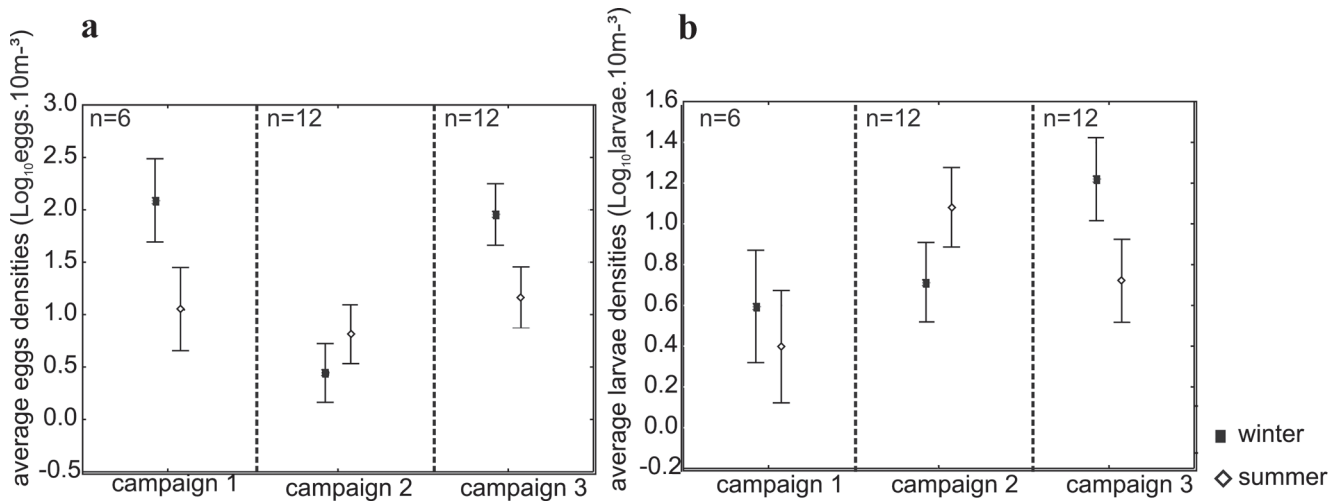 a
average eggs densities (Log₁₀eggs.10m-³)
3.0
2.5
2.0
1.5
1.0
0.5
0.0
-0.5
n=6
n=12
n=12
campaign 1
campaign 2
campaign 3
b
average larvae densities (Log₁₀larvae.10m-³)
1.6
1.4
1.2
1.0
0.8
0.6
0.4
0.2
0.0
-0.2
n=6
n=12
n=12
campaign 1
campaign 2
campaign 3
winter
summer